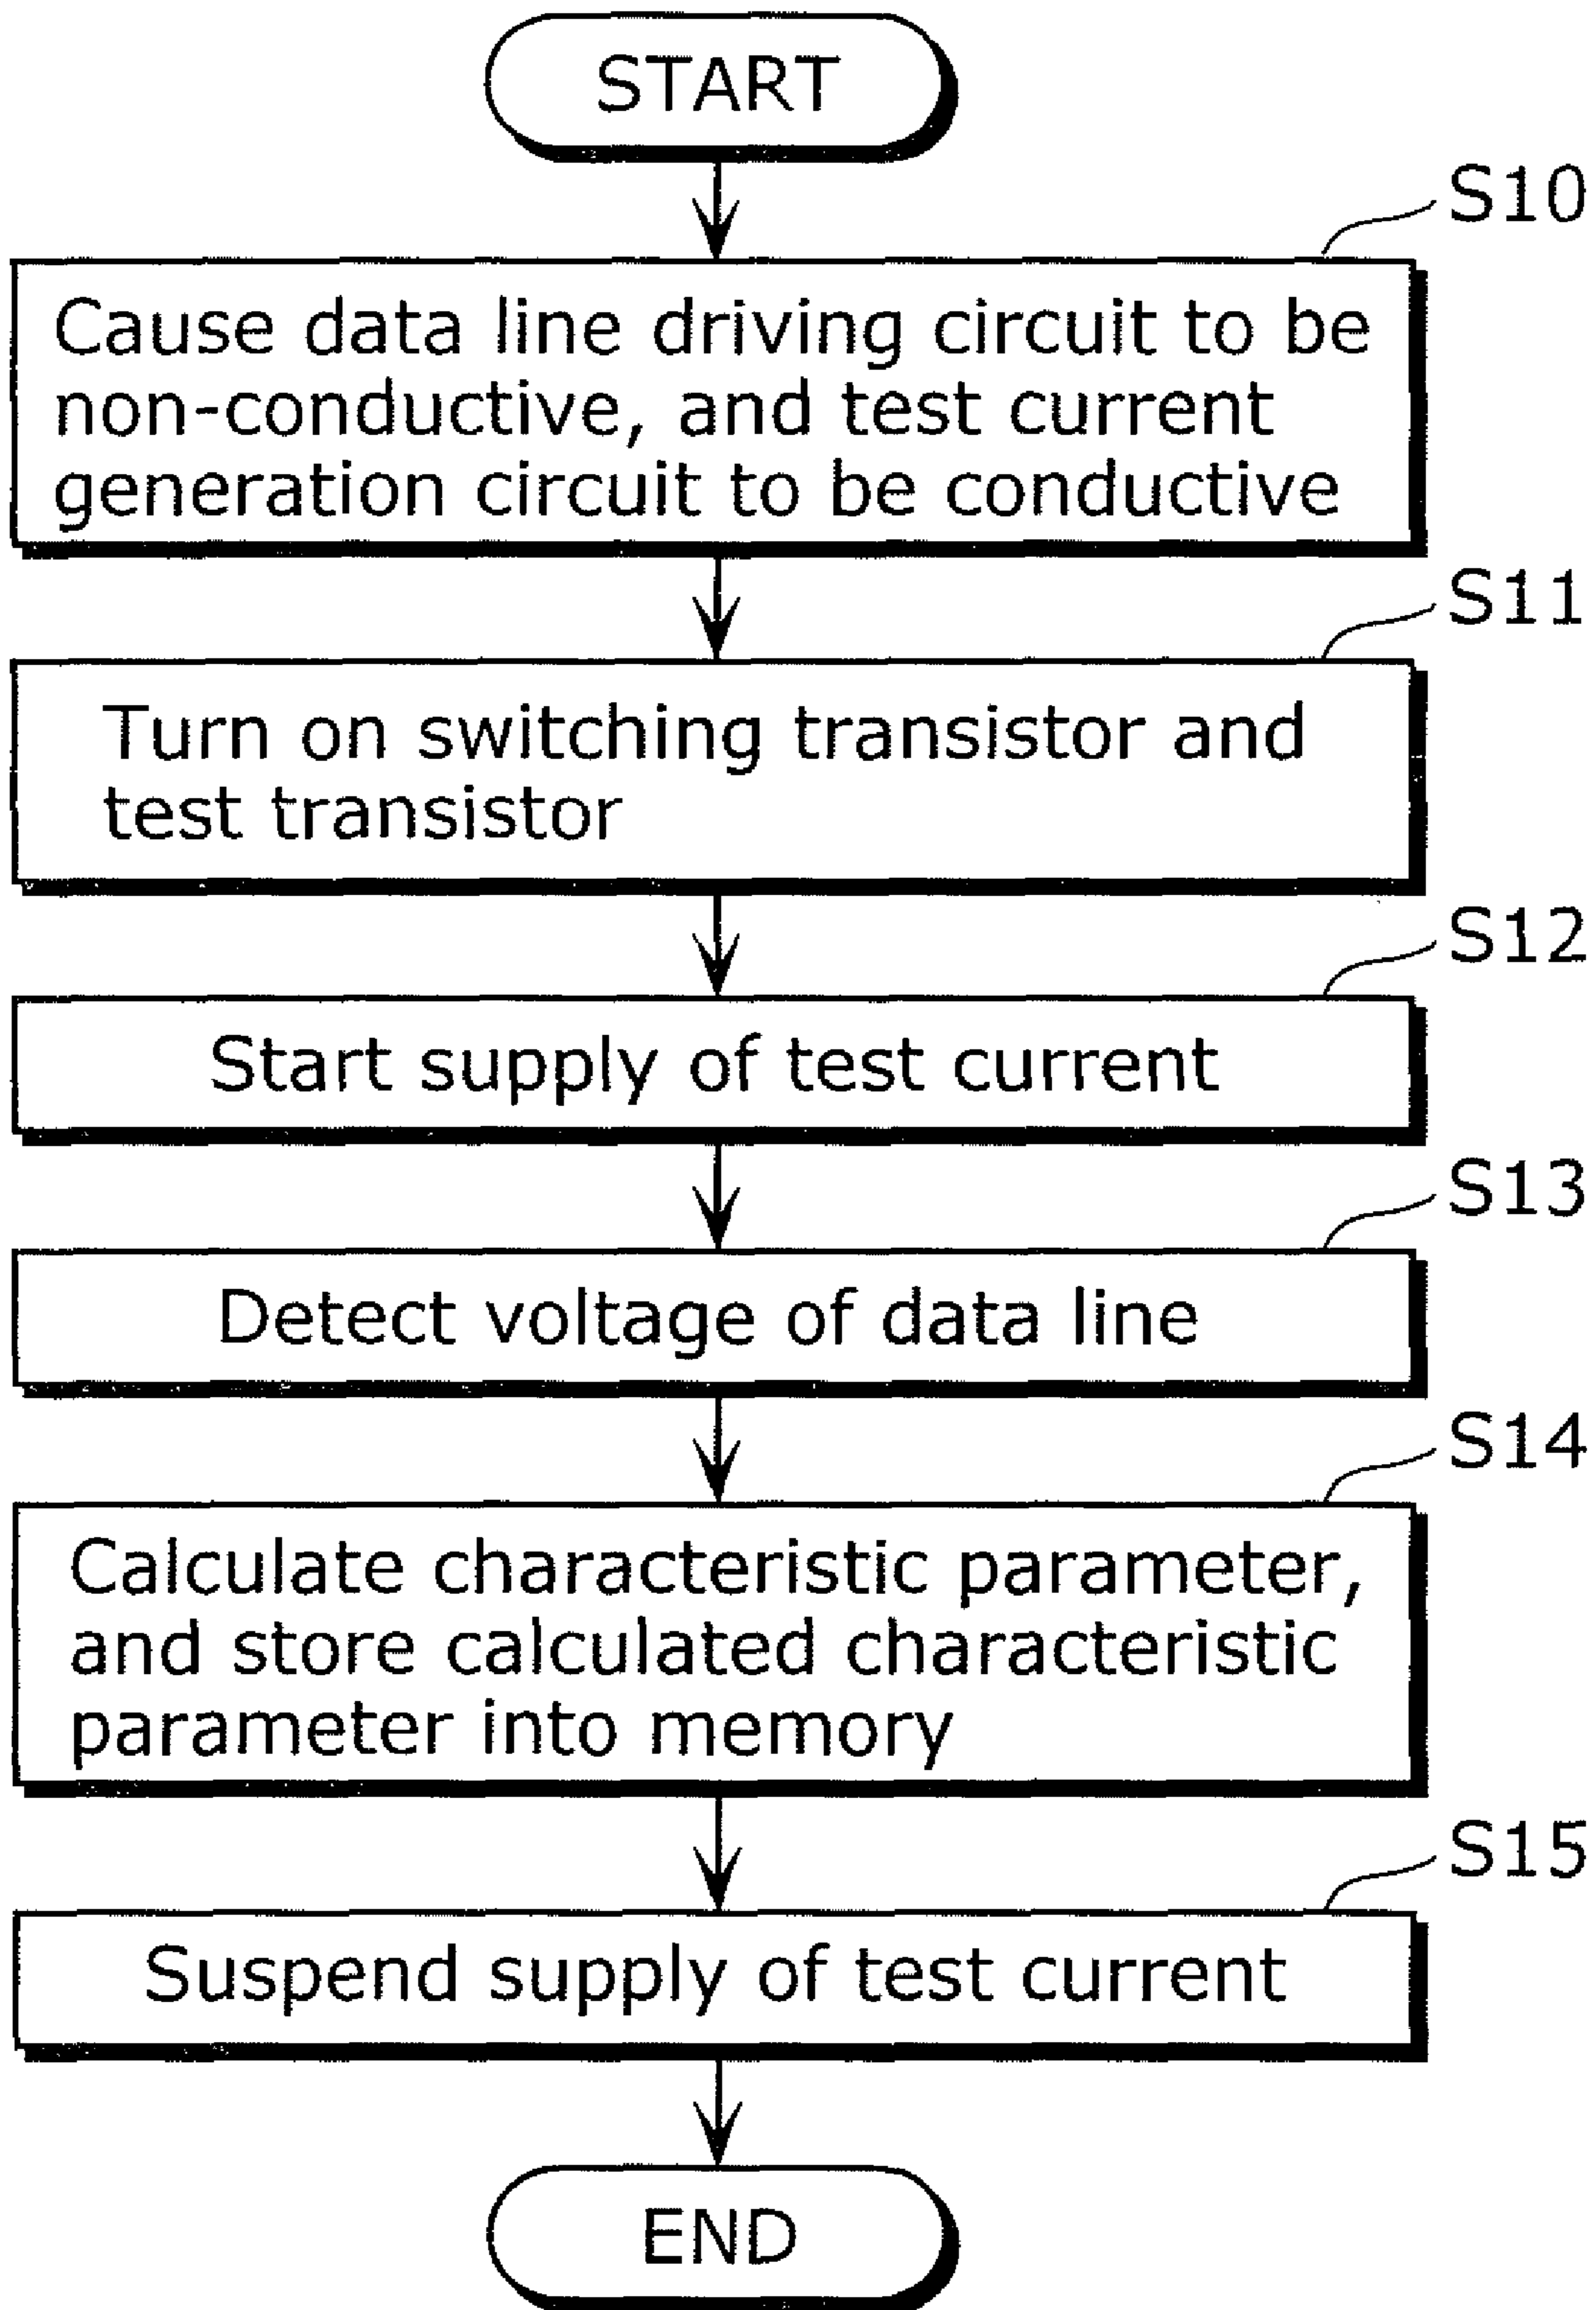 START
S10
Cause data line driving circuit to be
non-conductive, and test current
generation circuit to be conductive
S11
Turn on switching transistor and
test transistor
S12
Start supply of test current
S13
Detect voltage of data line
S14
Calculate characteristic parameter,
and store calculated characteristic
parameter into memory
S15
Suspend supply of test current
END